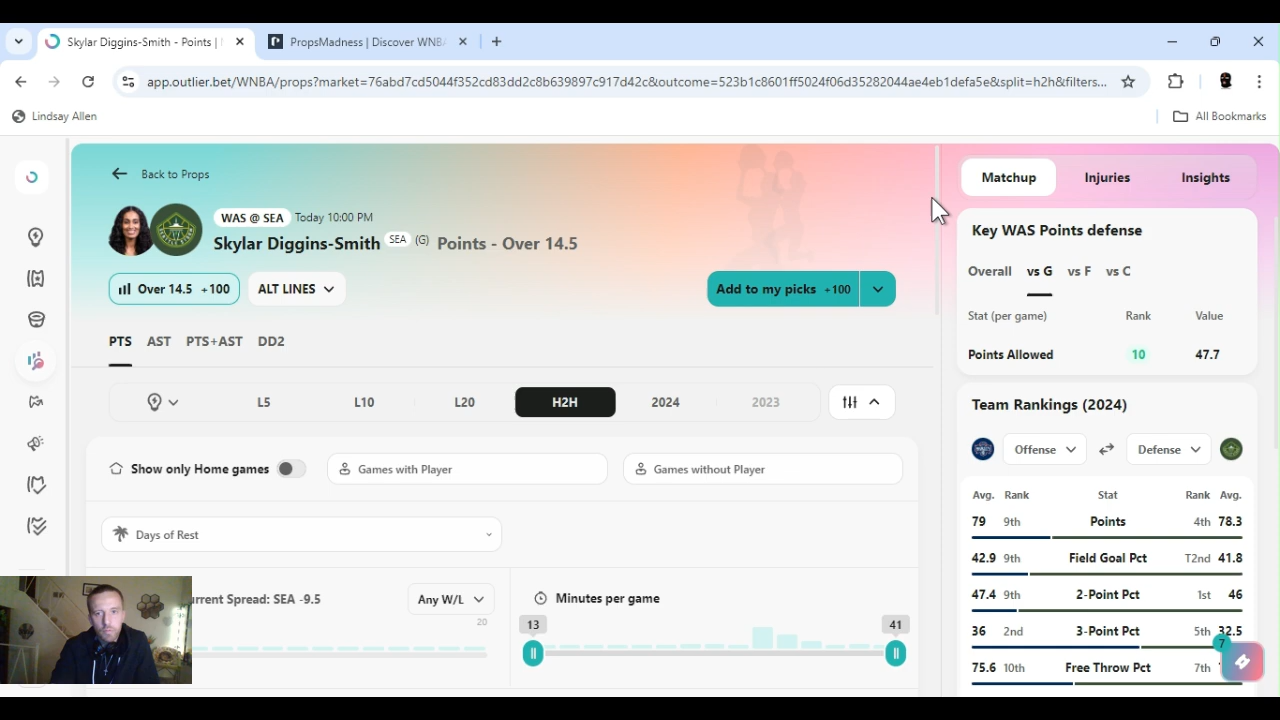 Skylar Diggins-Smith - Points |
PropsMadness | Discover WNB
app.outlier.bet/WNBA/props?market=76abd7cd5044f352cd83dd2c8b639897c917d42c&outcome=523b1c8601ff5024f06d35282044ae4eb1defa5e&split=h2h&filters...
Lindsay Allen
All Bookmarks
Back to Props
WAS @ SEA Today 10:00 PM
Skylar Diggins-Smith SEA (G) Points - Over 14.5
Over 14.5 +100
ALT LINES
Add to my picks +100
PTS AST PTS+AST DD2
L5 L10 L20 H2H 2024 2023
Show only Home games
Games with Player
Games without Player
Days of Rest
rrent Spread: SEA -9.5
Any W/L
20
Minutes per game
13
41
Matchup Injuries Insights
Key WAS Points defense
Overall vs G vs F vs C
Stat (per game) Rank Value
Points Allowed 10 47.7
Team Rankings (2024)
Offense
Defense
Avg. Rank Stat Rank Avg.
79 9th Points 4th 78.3
42.9 9th Field Goal Pct T2nd 41.8
47.4 9th 2-Point Pct 1st 46
36 2nd 3-Point Pct 5th 32.5
7
75.6 10th Free Throw Pct 7th